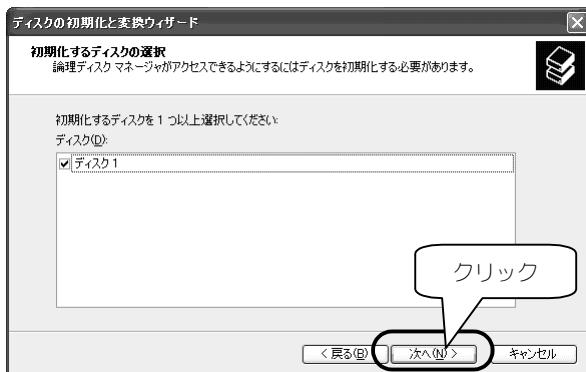 ディスクの初期化と変換ウィザード
初期化するディスクの選択
論理ディスク マネージャがアクセスできるようにするにはディスクを初期化する必要があります。
初期化するディスクを 1 つ以上選択してください:
ディスク(D):
ディスク 1
クリック
< 戻る(B)
次へ(N) >
キャンセル